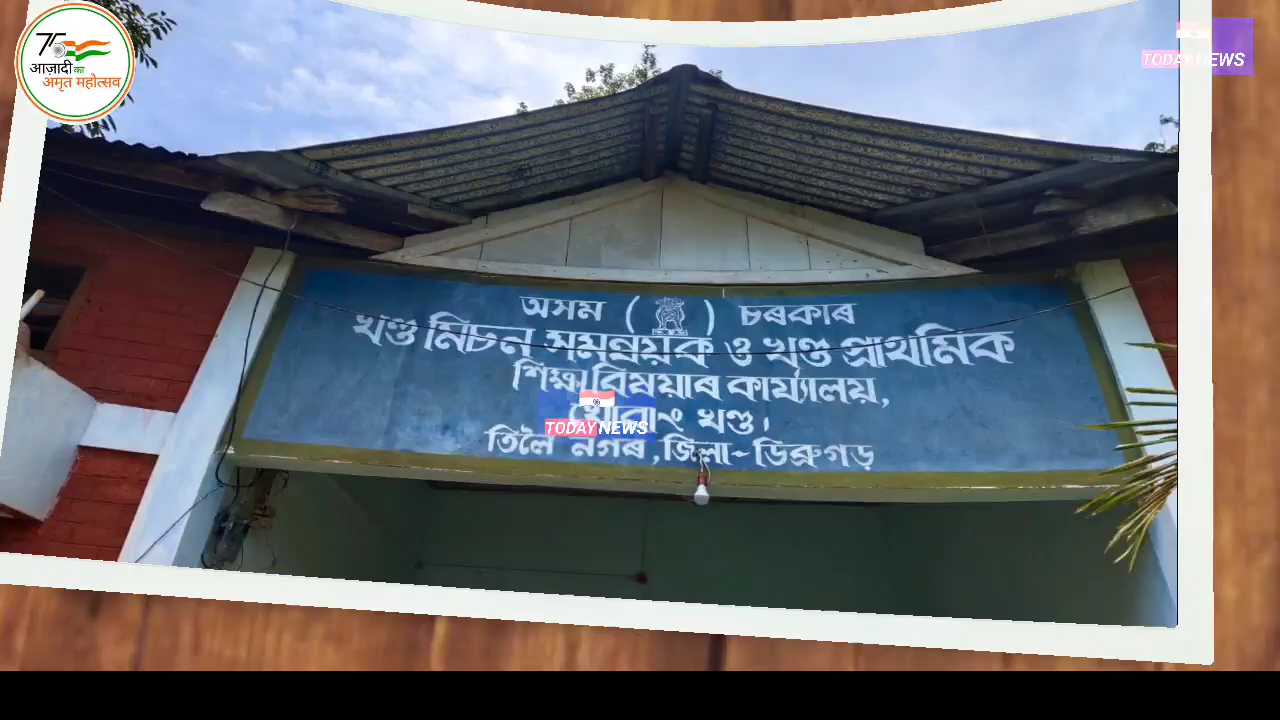 75
आज़ादी का
अमृत महोत्सव
TODAY NEWS
অসম ( ) চৰকাৰ
খণ্ড মিচন সমন্বয়ক ও খণ্ড প্ৰাথমিক
শিক্ষা বিষয়াৰ কাৰ্য্যালয়,
খোৱাং খণ্ড।
TODAY NEWS
তিলৈ নগৰ, জিলা- ডিব্ৰুগড়